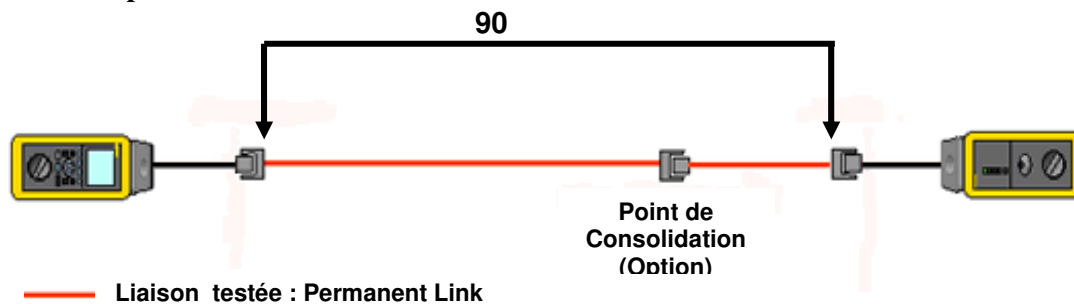 90
Point de
Consolidation
(Option)
Liaison testée : Permanent Link